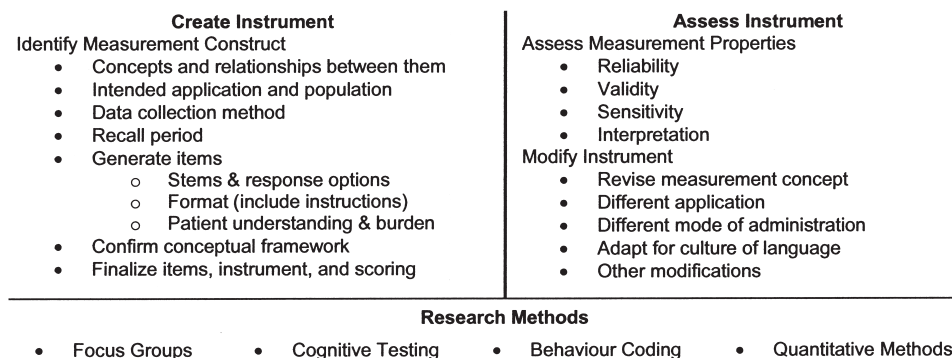 Create Instrument
Identify Measurement Construct
• Concepts and relationships between them
• Intended application and population
• Data collection method
• Recall period
• Generate items
o Stems & response options
o Format (include instructions)
o Patient understanding & burden
• Confirm conceptual framework
• Finalize items, instrument, and scoring
Assess Instrument
Assess Measurement Properties
• Reliability
• Validity
• Sensitivity
• Interpretation
Modify Instrument
• Revise measurement concept
• Different application
• Different mode of administration
• Adapt for culture of language
• Other modifications
Research Methods
• Focus Groups • Cognitive Testing • Behaviour Coding • Quantitative Methods